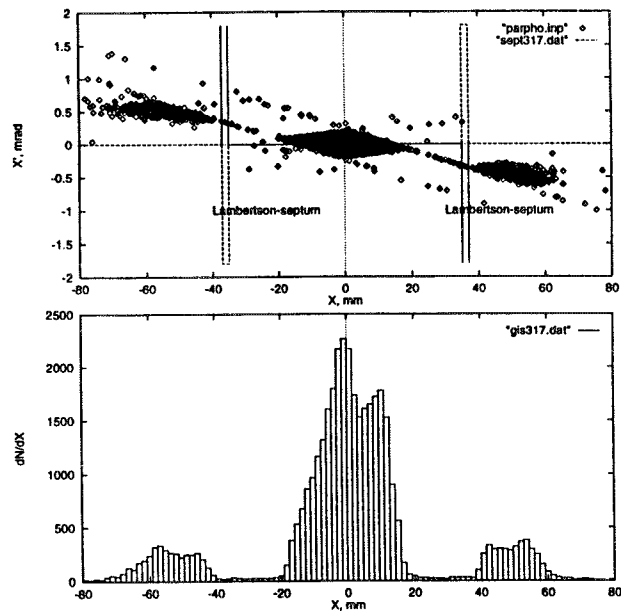 2
1.5
1
0.5
0
-0.5
-1
-1.5
-2
X', mrad
"parpho.inp"
"sept317.dat"
Lambertson-septum
Lambertson-septum
-80 -60 -40 -20 0 20 40 60 80
X, mm
2500
2000
1500
1000
500
0
dN/dX
"gis317.dat"
-80 -60 -40 -20 0 20 40 60 80
X, mm